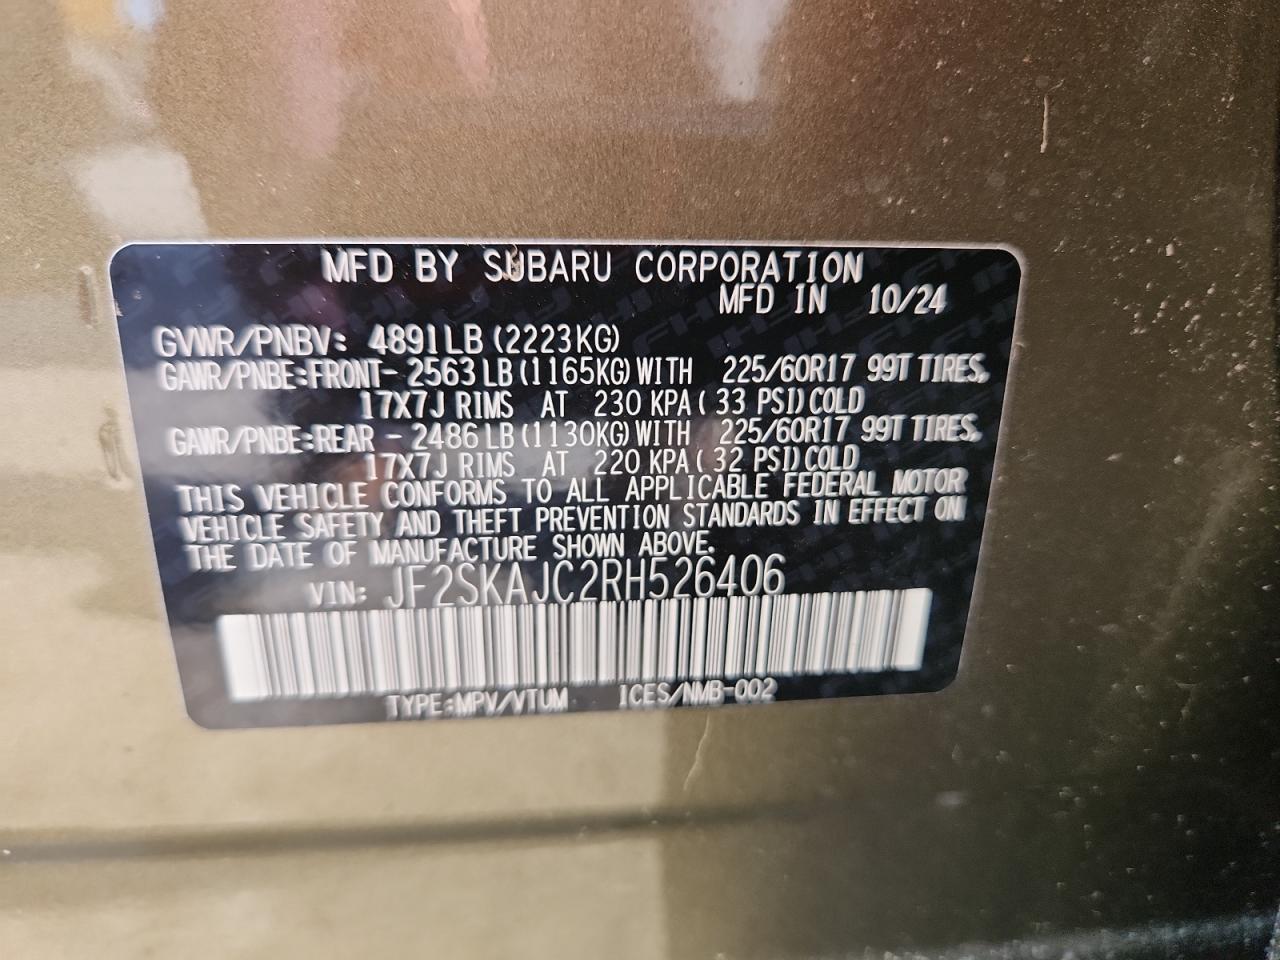 MFD BY SUBARU CORPORATION
MFD IN 10/24
GVWR/PNBV: 4891LB(2223KG)
GAWR/PNBE:FRONT- 2563LB(1165KG)WITH 225/60R17 99T TIRES,
17X7J RIMS AT 230 KPA( 33 PSI)COLD
GAWR/PNBE:REAR - 2486LB(1130KG)WITH 225/60R17 99T TIRES,
17X7J RIMS AT 220 KPA( 32 PSI)COLD
THIS VEHICLE CONFORMS TO ALL APPLICABLE FEDERAL MOTOR
VEHICLE SAFETY AND THEFT PREVENTION STANDARDS IN EFFECT ON
THE DATE OF MANUFACTURE SHOWN ABOVE.
VIN: JF2SKAJC2RH526406
TYPE:MPV/VTUM ICES/NMB-002